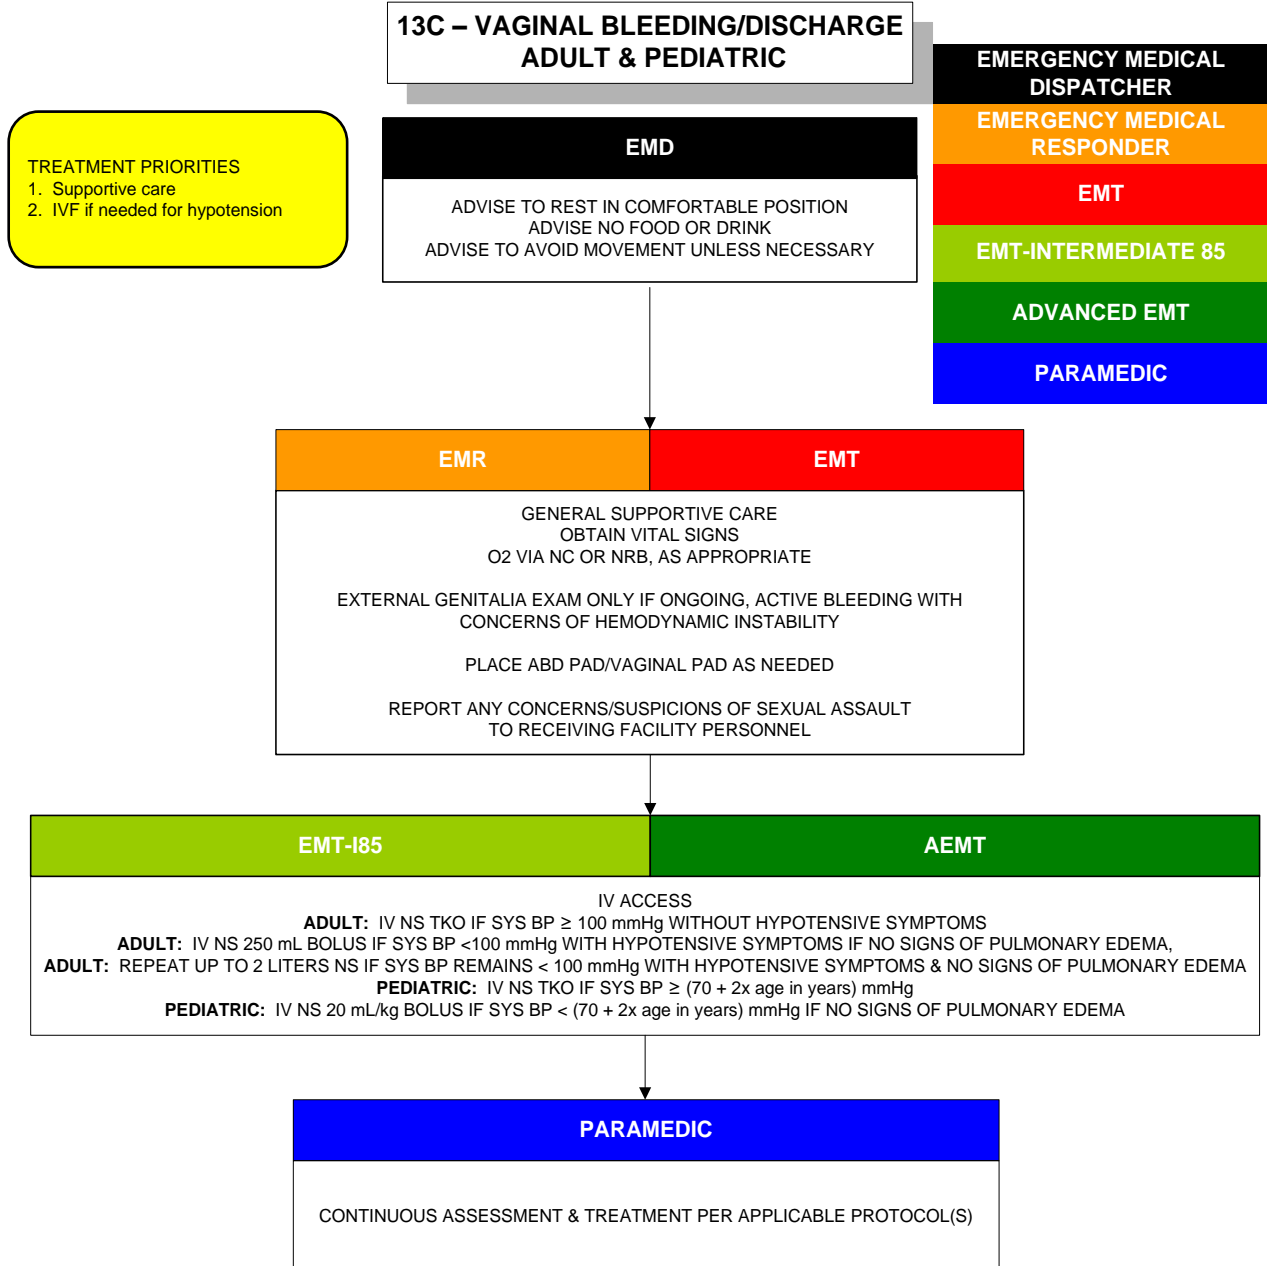 13C – VAGINAL BLEEDING/DISCHARGE
ADULT & PEDIATRIC
EMERGENCY MEDICAL
DISPATCHER
EMERGENCY MEDICAL
RESPONDER
EMT
EMT-INTERMEDIATE 85
ADVANCED EMT
PARAMEDIC
TREATMENT PRIORITIES
1. Supportive care
2. IVF if needed for hypotension
EMD
ADVISE TO REST IN COMFORTABLE POSITION
ADVISE NO FOOD OR DRINK
ADVISE TO AVOID MOVEMENT UNLESS NECESSARY
EMR
EMT
GENERAL SUPPORTIVE CARE
OBTAIN VITAL SIGNS
O2 VIA NC OR NRB, AS APPROPRIATE
EXTERNAL GENITALIA EXAM ONLY IF ONGOING, ACTIVE BLEEDING WITH
CONCERNS OF HEMODYNAMIC INSTABILITY
PLACE ABD PAD/VAGINAL PAD AS NEEDED
REPORT ANY CONCERNS/SUSPICIONS OF SEXUAL ASSAULT
TO RECEIVING FACILITY PERSONNEL
EMT-I85
AEMT
IV ACCESS
ADULT: IV NS TKO IF SYS BP ≥ 100 mmHg WITHOUT HYPOTENSIVE SYMPTOMS
ADULT: IV NS 250 mL BOLUS IF SYS BP <100 mmHg WITH HYPOTENSIVE SYMPTOMS IF NO SIGNS OF PULMONARY EDEMA,
ADULT: REPEAT UP TO 2 LITERS NS IF SYS BP REMAINS < 100 mmHg WITH HYPOTENSIVE SYMPTOMS & NO SIGNS OF PULMONARY EDEMA
PEDIATRIC: IV NS TKO IF SYS BP ≥ (70 + 2x age in years) mmHg
PEDIATRIC: IV NS 20 mL/kg BOLUS IF SYS BP < (70 + 2x age in years) mmHg IF NO SIGNS OF PULMONARY EDEMA
PARAMEDIC
CONTINUOUS ASSESSMENT & TREATMENT PER APPLICABLE PROTOCOL(S)